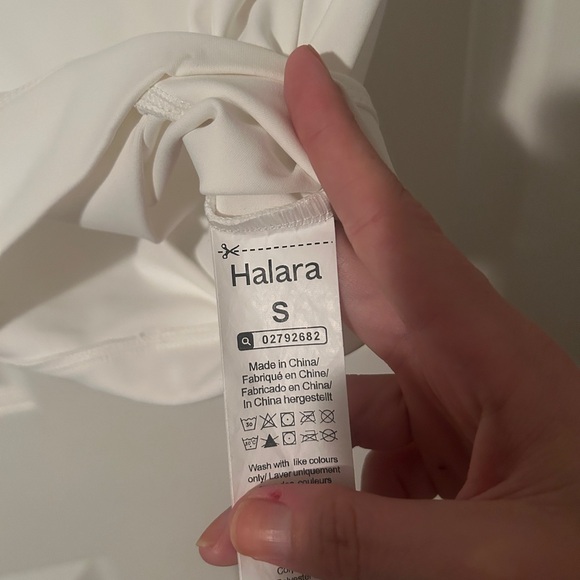 Halara
S
02792682
Made in China/
Fabriqué en Chine/
Fabricado en China/
In China hergestellt
Wash with like colours
only/ Laver uniquement
couleurs